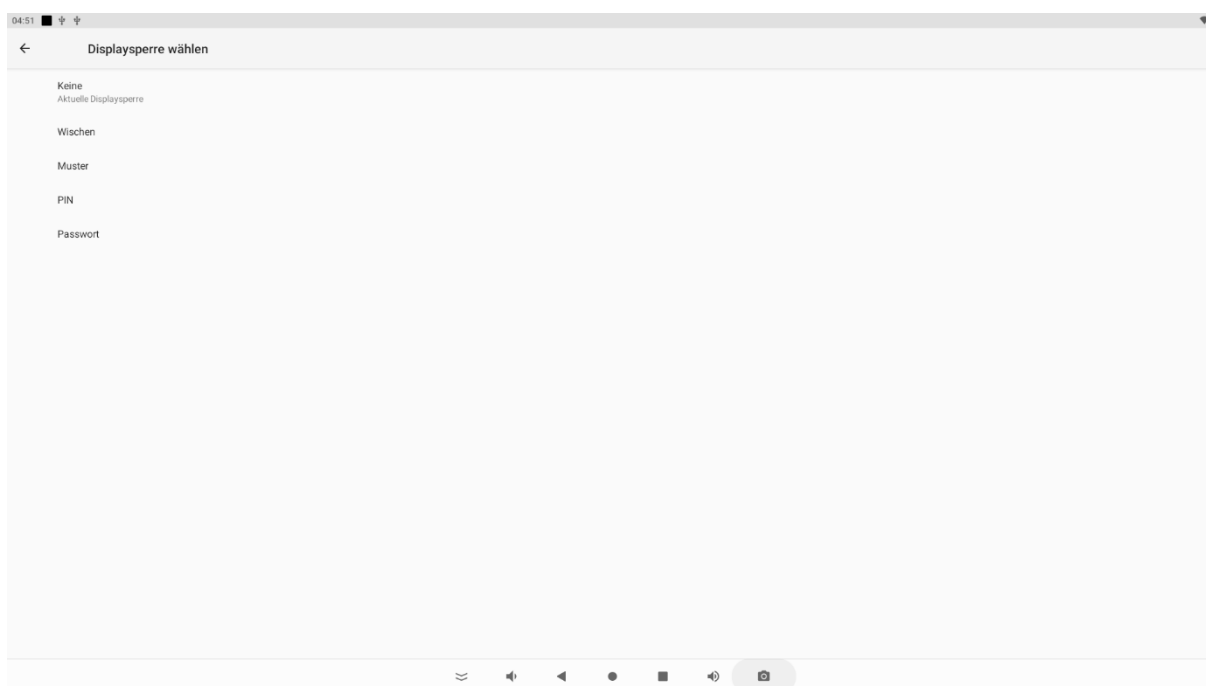 04:51
Displaysperre wählen
Keine
Aktuelle Displaysperre
Wischen
Muster
PIN
Passwort